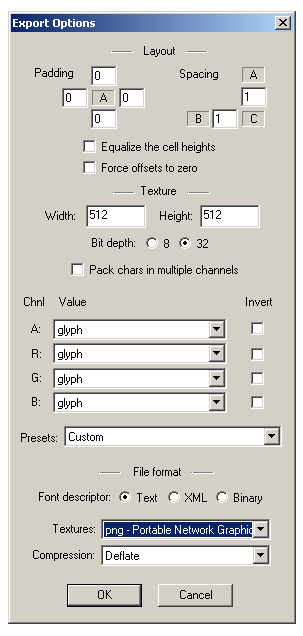 Export Options
Layout
Padding 0 Spacing A
0 A 0 1
0 B 1 C
Equalize the cell heights
Force offsets to zero
Texture
Width: 512 Height: 512
Bit depth: 8 32
Pack chars in multiple channels
Chnl Value Invert
A: glyph
R: glyph
G: glyph
B: glyph
Presets: Custom
File format
Font descriptor: Text XML Binary
Textures: png - Portable Network Graphic
Compression: Deflate
OK Cancel